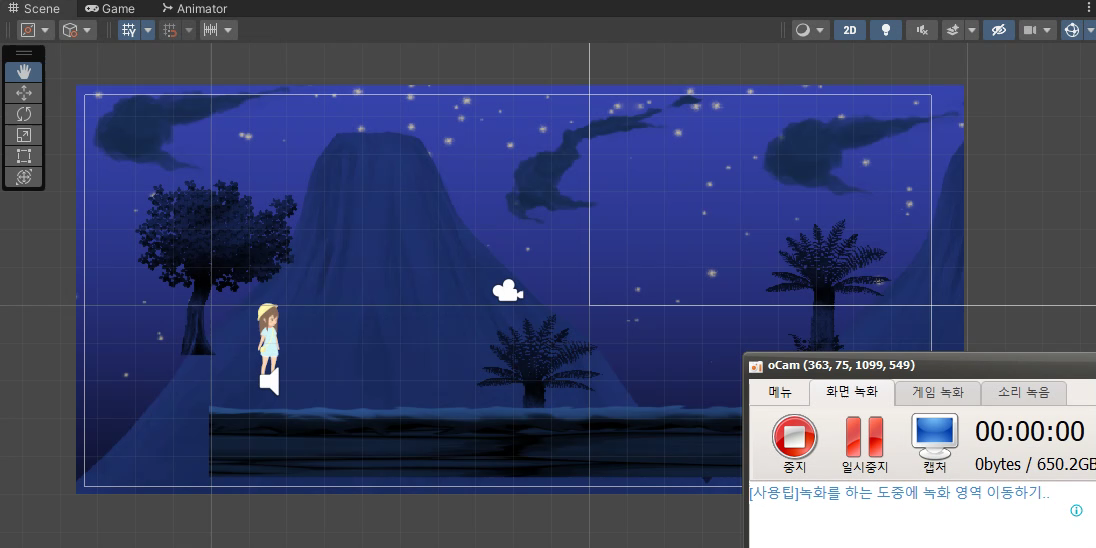 Scene
Game
Animator
2D
oCam (363, 75, 1099, 549)
메뉴
화면 녹화
게임 녹화
소리 녹음
중지
일시중지
캡처
00:00:00
0bytes / 650.2GB
[사용팁]녹화를 하는 도중에 녹화 영역 이동하기..